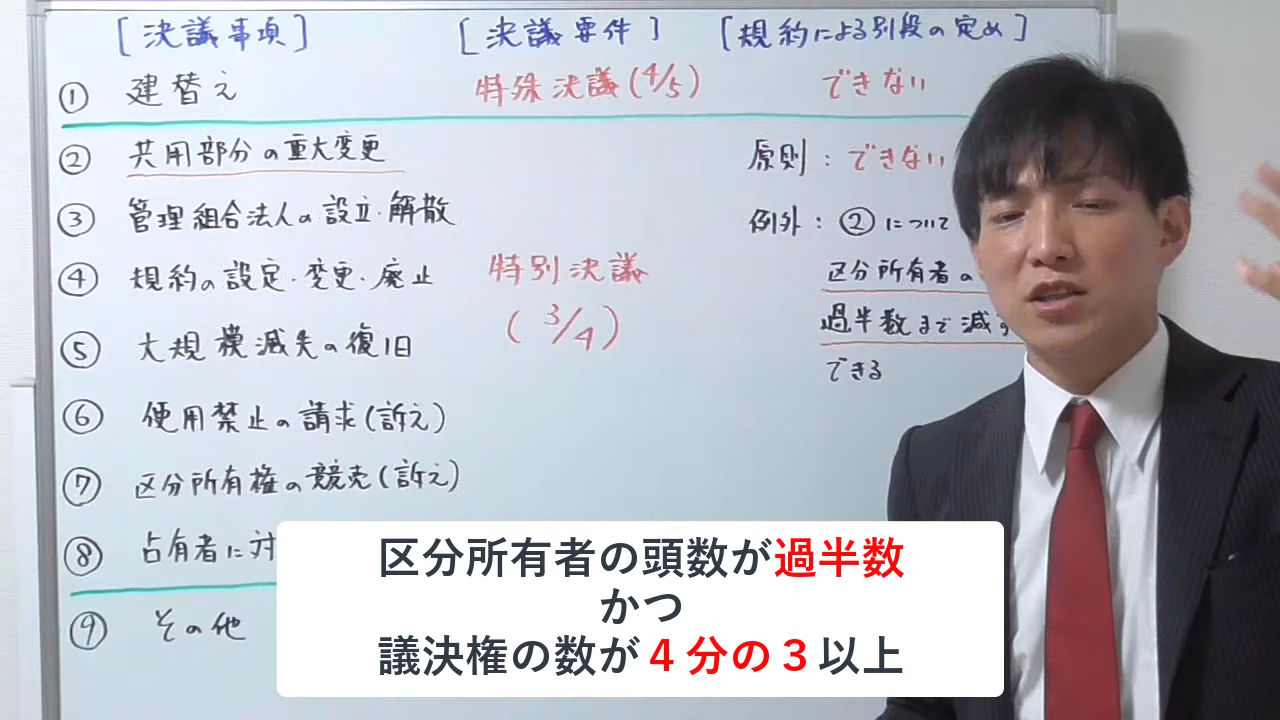 [決議事項] [決議要件] [規約による別段の定め]
① 建替え 特殊決議(4/5) できない
② 共用部分の重大変更 原則:できない
③ 管理組合法人の設立・解散 例外:②について
④ 規約の設定・変更・廃止 特別決議 区分所有者の
(3/4) 過半数まで減
⑤ 大規模滅失の復旧 できる
⑥ 使用禁止の請求(訴え)
⑦ 区分所有権の競売(訴え)
⑧ 占有者に対
⑨ その他
区分所有者の頭数が過半数
かつ
議決権の数が4分の3以上